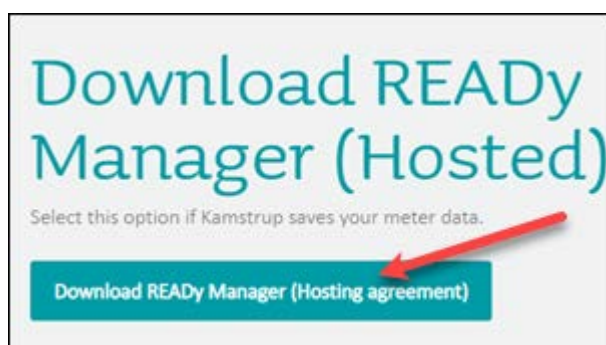 Download READy
Manager (Hosted)
Select this option if Kamstrup saves your meter data.
Download READy Manager (Hosting agreement)